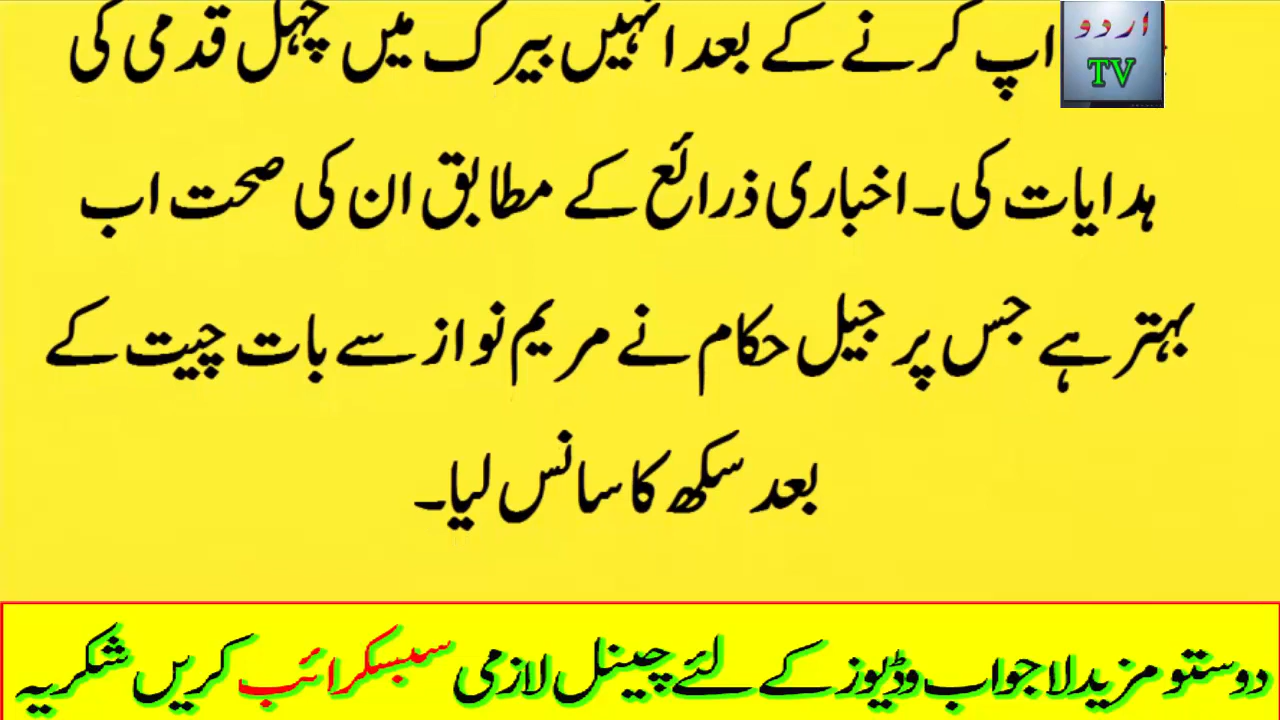 اپ کرنے کے بعد انہیں بیرک میں چہل قدمی کی
اردو
TV
ہدایات کی۔ اخباری ذرائع کے مطابق ان کی صحت اب
بہتر ہے جس پر جیل حکام نے مریم نواز سے بات چیت کے
بعد سکھ کا سانس لیا۔
دوستو مزید لاجواب وڈیوز کے لئے چینل لازمی سبسکرائب کریں شکریہ